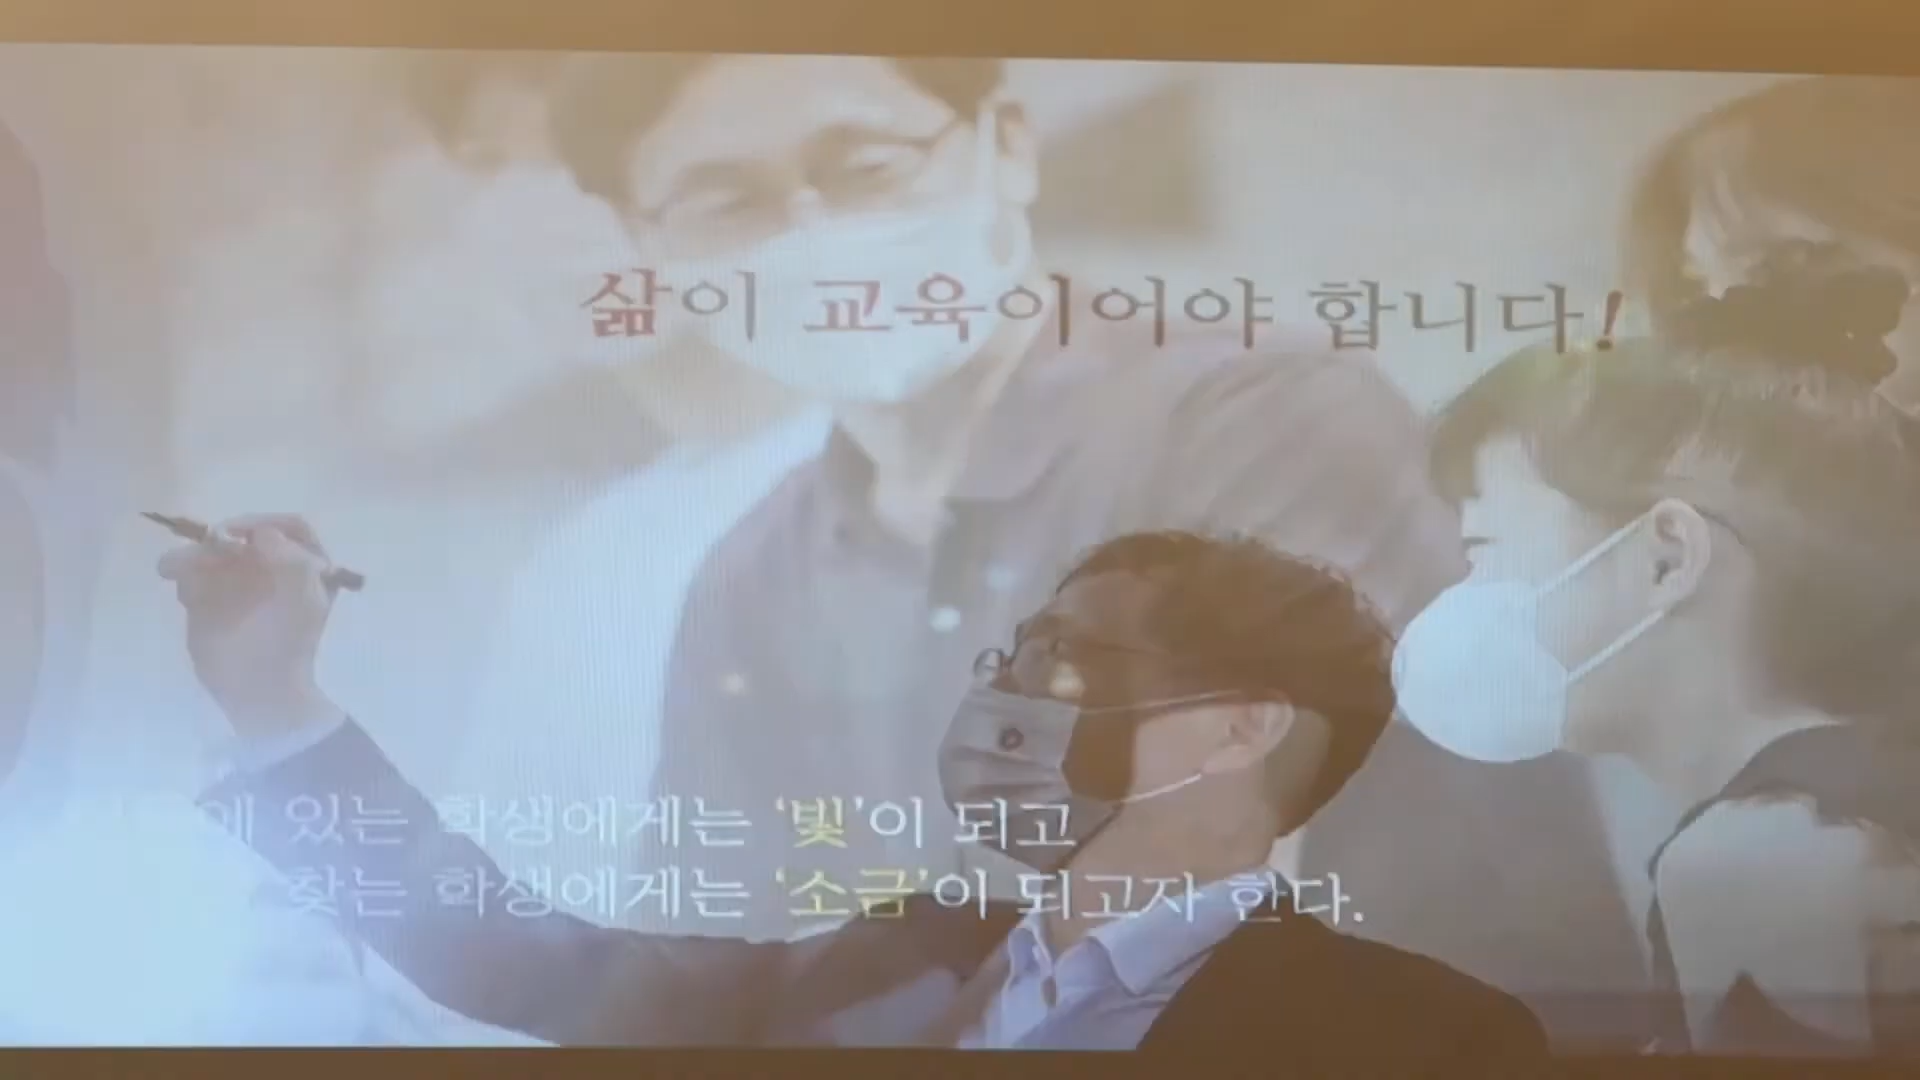 삶이 교육이어야 합니다!
있는 학생에게는 ‘빛’이 되고
찾는 학생에게는 ‘소금’이 되고자 한다.